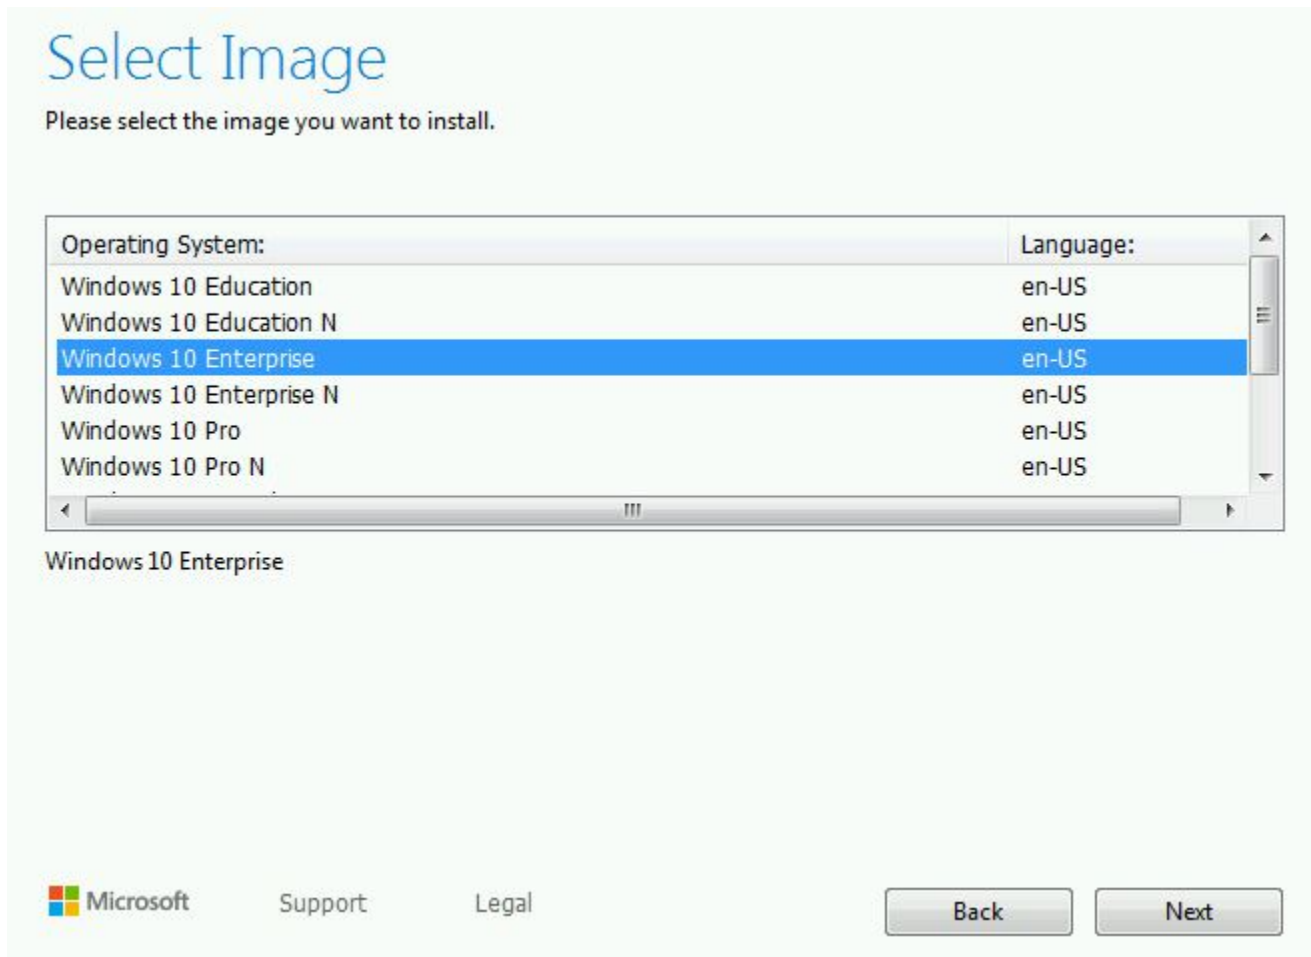 Select Image
Please select the image you want to install.
Operating System: Language:
Windows 10 Education en-US
Windows 10 Education N en-US
Windows 10 Enterprise en-US
Windows 10 Enterprise N en-US
Windows 10 Pro en-US
Windows 10 Pro N en-US
Windows 10 Enterprise
Microsoft Support Legal Back Next